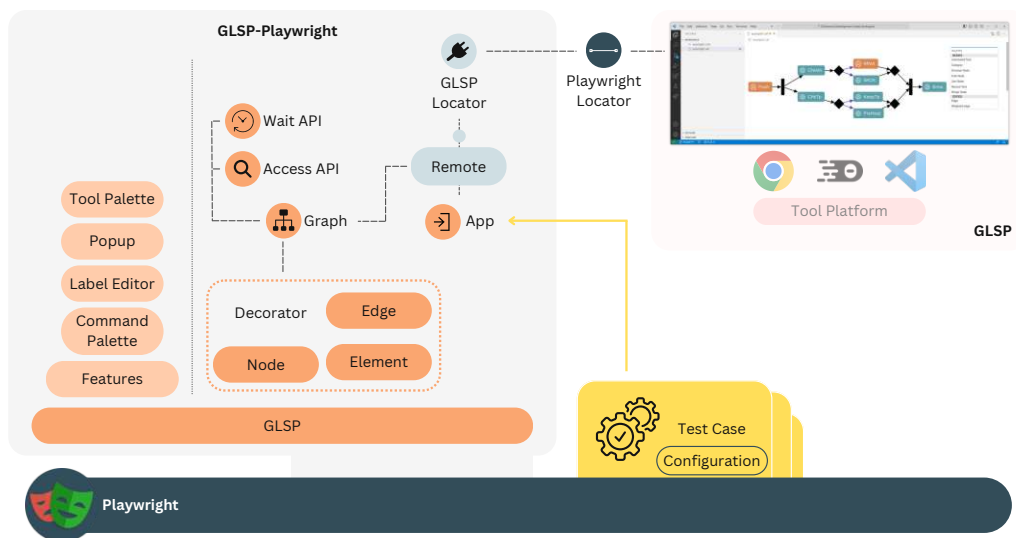 GLSP-Playwright
GLSP
Locator
Playwright
Locator
Wait API
Access API
Remote
Graph
App
Tool Palette
Popup
Label Editor
Command
Palette
Features
Decorator
Edge
Node
Element
GLSP
Tool Platform
GLSP
Test Case
Configuration
Playwright